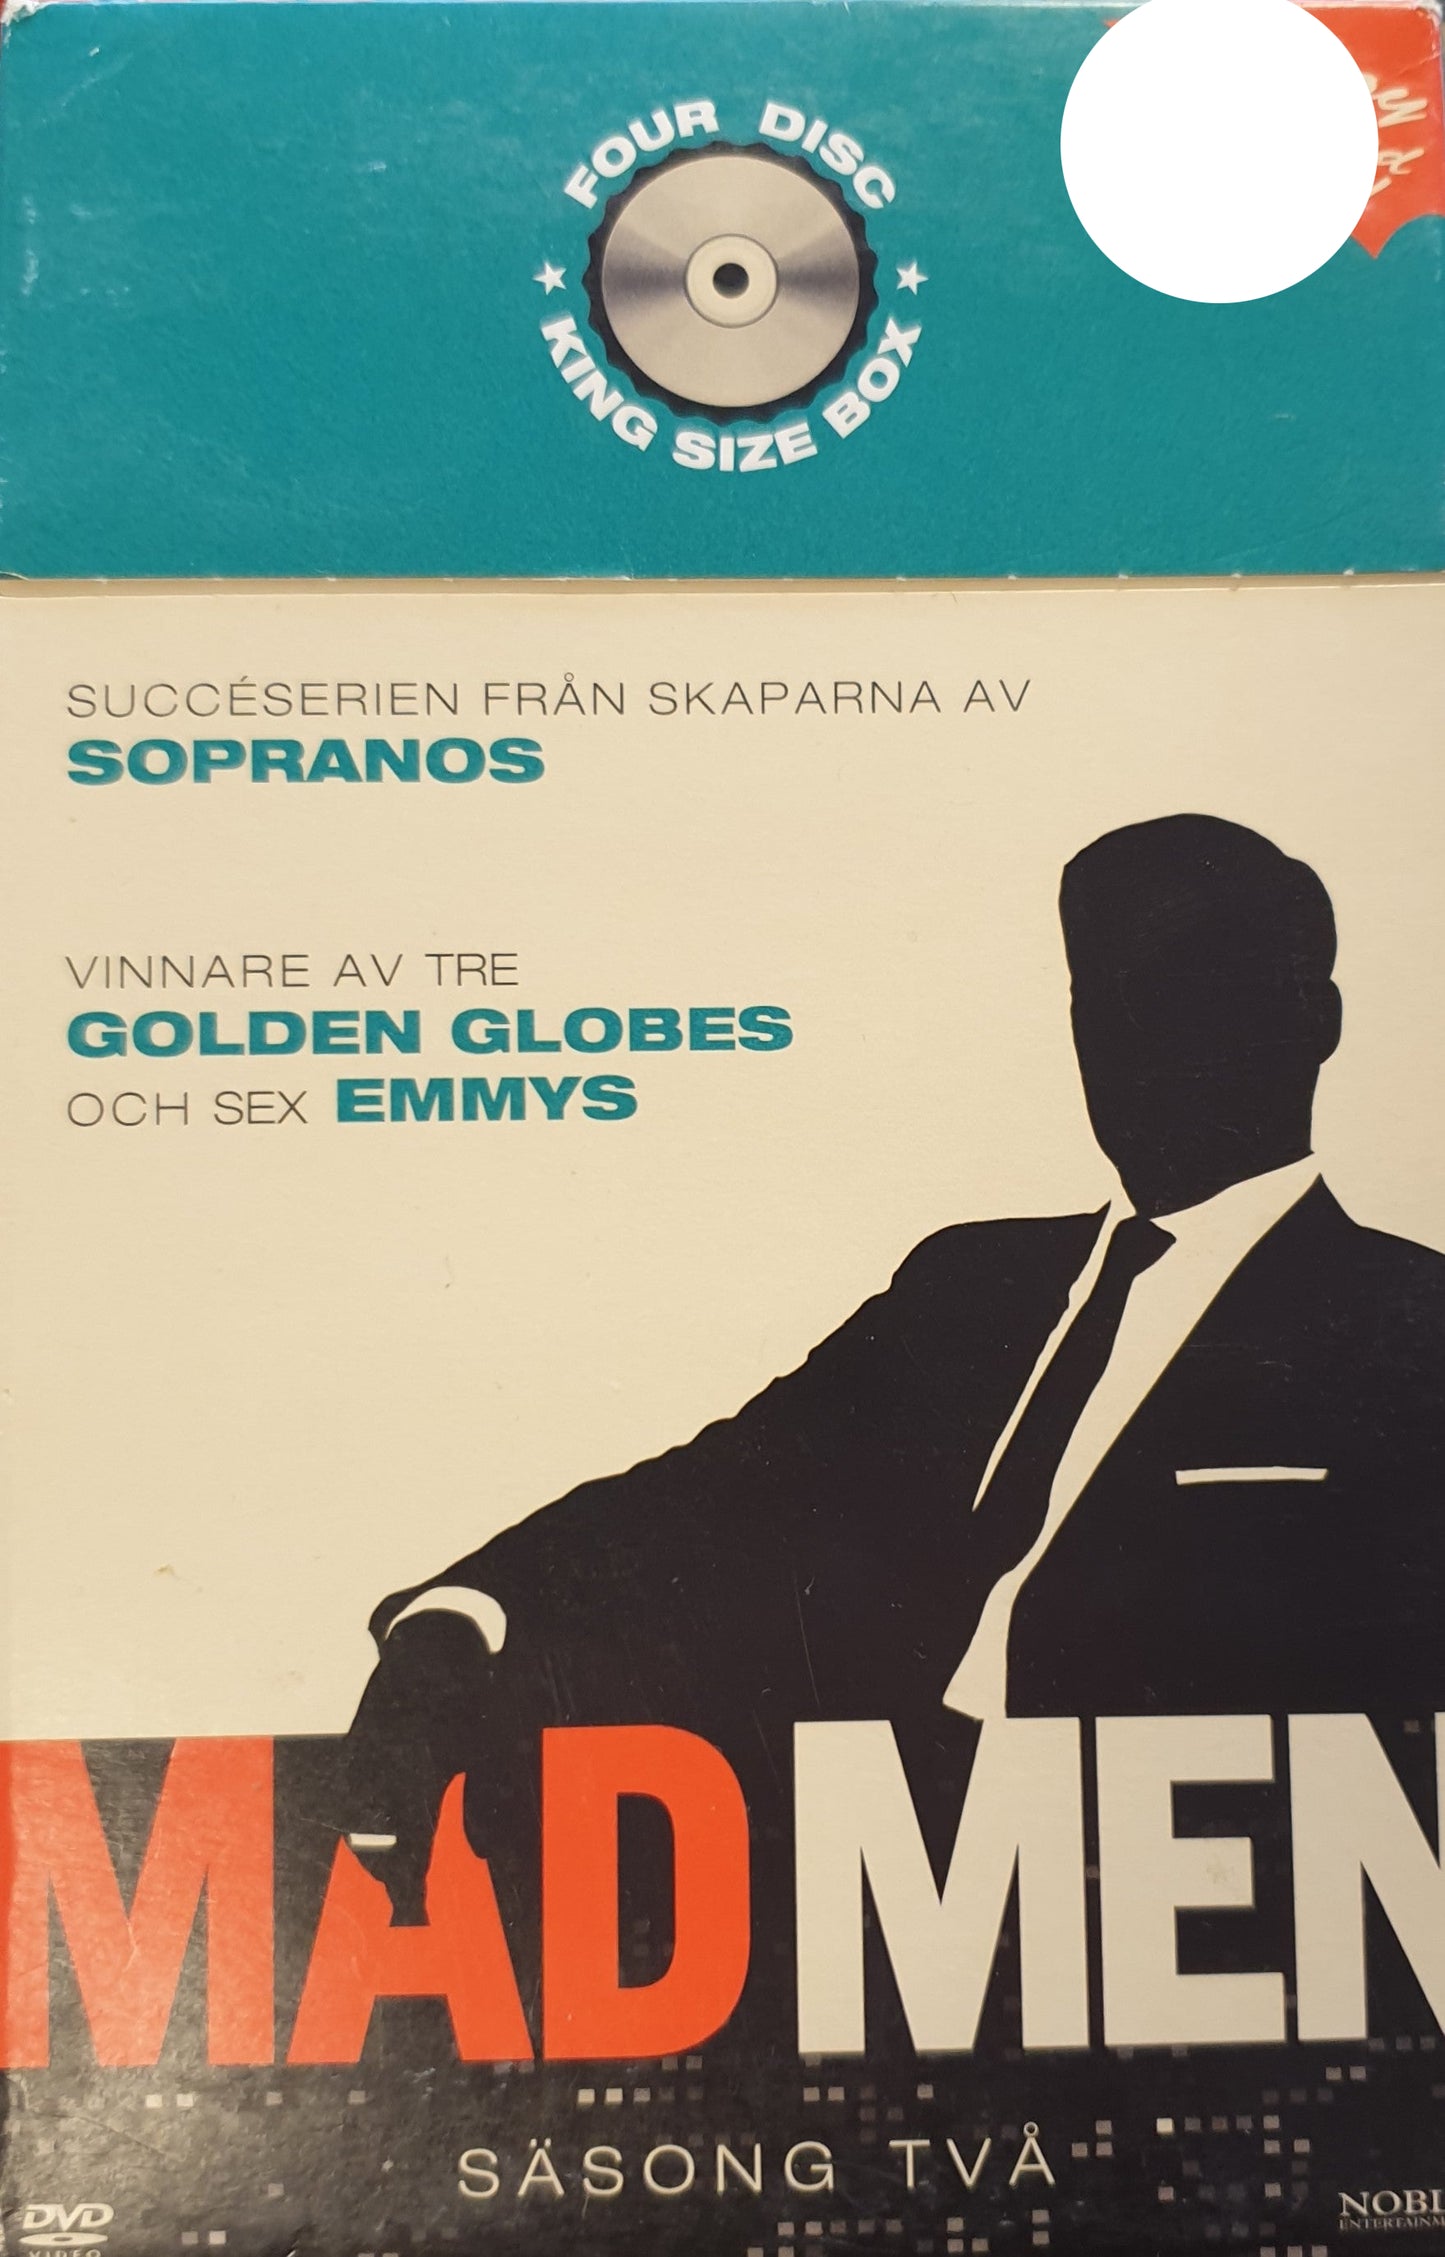 FOUR DISC
KING SIZE BOX
SUCCÉSERIEN FRÅN SKAPARNA AV
SOPRANOS
VINNARE AV TRE
GOLDEN GLOBES
OCH SEX EMMYS
MAD MEN
SÄSONG TVÅ
DVD
VIDEO